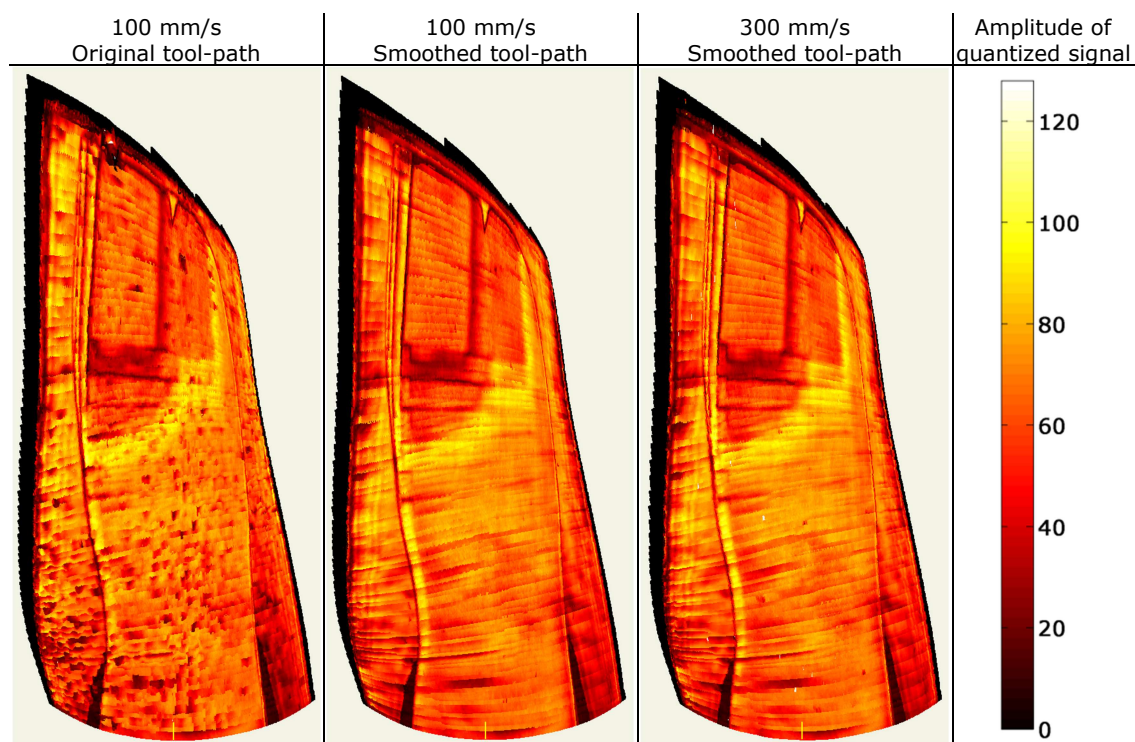 100 mm/s
Original tool-path
100 mm/s
Smoothed tool-path
300 mm/s
Smoothed tool-path
Amplitude of
quantized signal
120
100
80
60
40
20
0